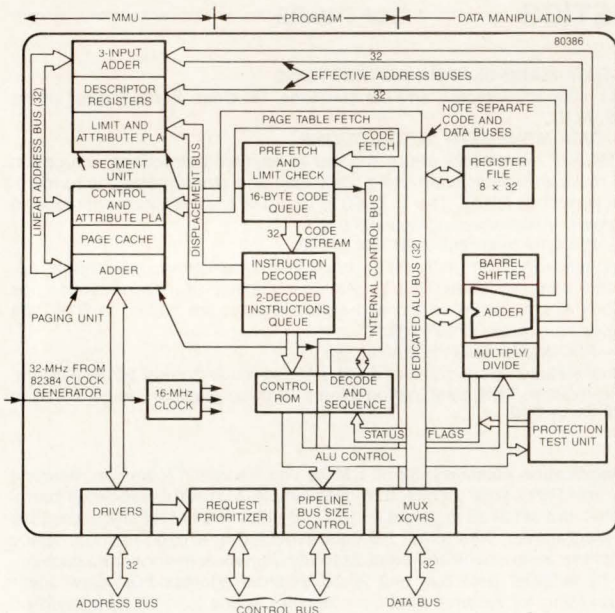 MMU
PROGRAM
DATA MANIPULATION
80386
3-INPUT
ADDER
DESCRIPTOR
REGISTERS
LIMIT AND
ATTRIBUTE PLA
SEGMENT
UNIT
CONTROL
AND
ATTRIBUTE PLA
PAGE CACHE
ADDER
PAGING UNIT
LINEAR ADDRESS BUS (32)
32
EFFECTIVE ADDRESS BUSES
32
PAGE TABLE FETCH
DISPLACEMENT BUS
CODE
FETCH
NOTE SEPARATE
CODE AND
DATA BUSES
PREFETCH
AND
LIMIT CHECK
16-BYTE CODE
QUEUE
32
CODE
STREAM
INSTRUCTION
DECODER
2-DECODED
INSTRUCTIONS
QUEUE
INTERNAL CONTROL BUS
DEDICATED ALU BUS (32)
REGISTER
FILE
8 × 32
BARREL
SHIFTER
ADDER
MULTIPLY/
DIVIDE
32-MHz FROM
82384 CLOCK
GENERATOR
16-MHz
CLOCK
CONTROL
ROM
DECODE
AND
SEQUENCE
STATUS FLAGS
ALU CONTROL
PROTECTION
TEST UNIT
DRIVERS
REQUEST
PRIORITIZER
PIPELINE.
BUS SIZE.
CONTROL
MUX
XCVRS
32
ADDRESS BUS
CONTROL BUS
32
DATA BUS